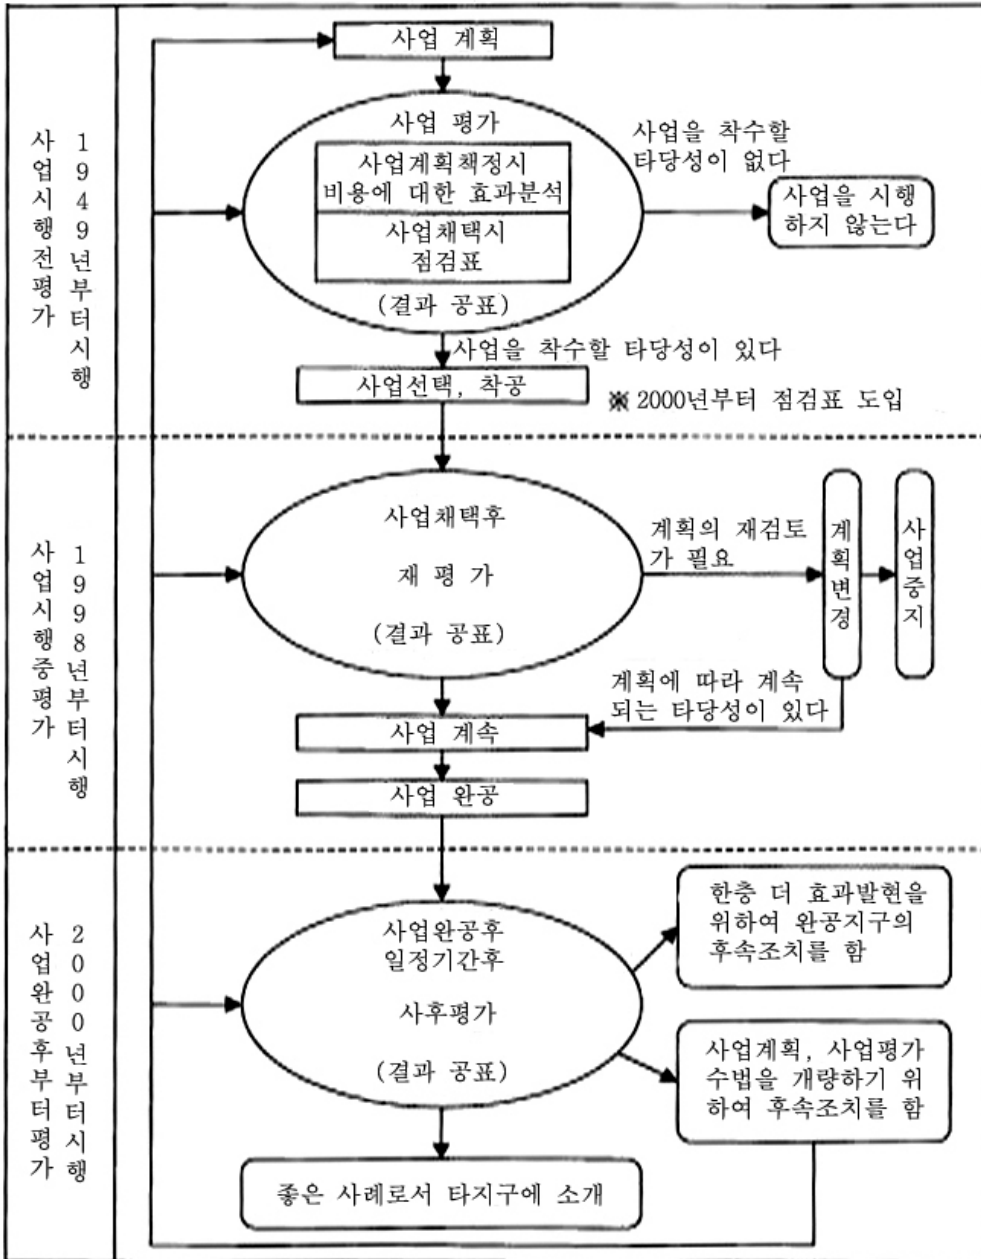 사업시행전평가
1949년부터시행
사업 계획
사업 평가
사업계획책정시
비용에 대한 효과분석
사업채택시
점검표
(결과 공표)
사업을 착수할
타당성이 없다
사업을 시행
하지 않는다
사업을 착수할 타당성이 있다
사업선택, 착공
※ 2000년부터 점검표 도입
사업시행중평가
1998년부터시행
사업채택후
재 평가
(결과 공표)
계획의 재검토
가 필요
계획변경
사업중지
계획에 따라 계속
되는 타당성이 있다
사업 계속
사업 완공
사업완공후부터평가
2000년부터시행
사업완공후
일정기간후
사후평가
(결과 공표)
한층 더 효과발현을
위하여 완공지구의
후속조치를 함
사업계획, 사업평가
수법을 개량하기 위
하여 후속조치를 함
좋은 사례로서 타지구에 소개